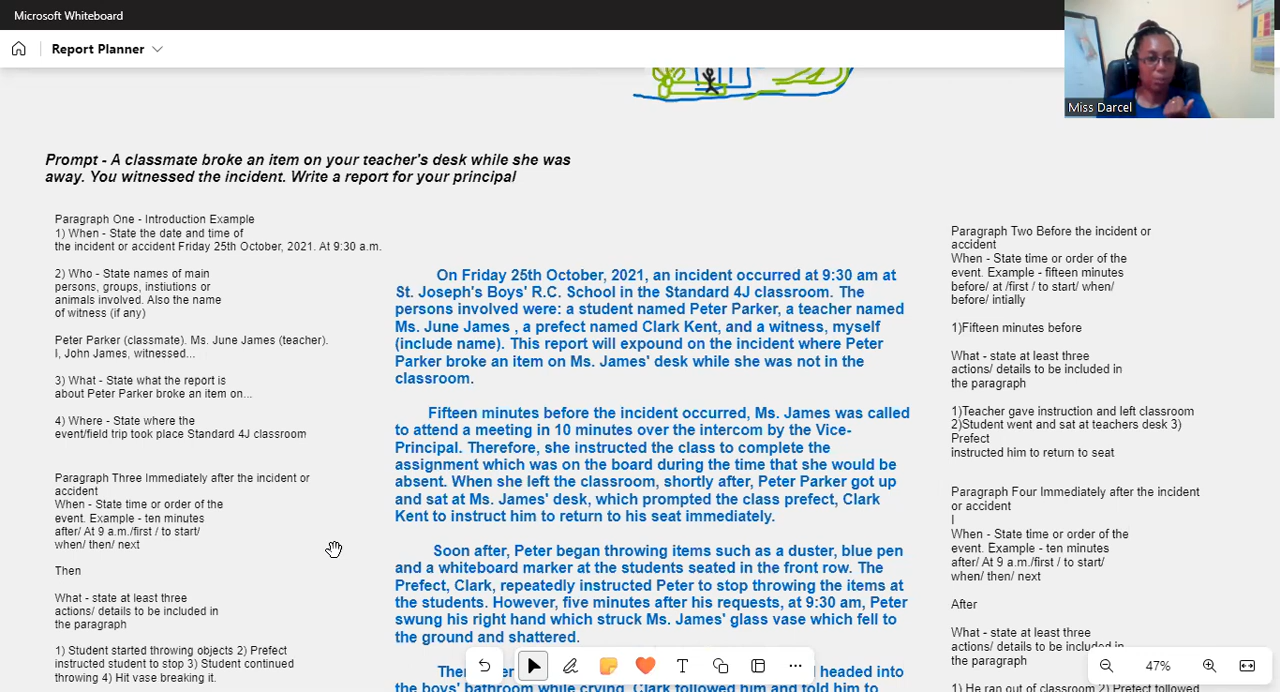 Microsoft Whiteboard
Report Planner
Miss Darcel
Prompt - A classmate broke an item on your teacher's desk while she was
away. You witnessed the incident. Write a report for your principal
Paragraph One - Introduction Example
1) When - State the date and time of
the incident or accident Friday 25th October, 2021. At 9:30 a.m.
2) Who - State names of main
persons, groups, instiutions or
animals involved. Also the name
of witness (if any)
Peter Parker (classmate). Ms. June James (teacher).
I, John James, witnessed...
3) What - State what the report is
about Peter Parker broke an item on...
4) Where - State where the
event/field trip took place Standard 4J classroom
Paragraph Three Immediately after the incident or
accident
When - State time or order of the
event. Example - ten minutes
after/ At 9 a.m./first / to start/
when/ then/ next
Then
What - state at least three
actions/ details to be included in
the paragraph
1) Student started throwing objects 2) Prefect
instructed student to stop 3) Student continued
throwing 4) Hit vase breaking it.
On Friday 25th October, 2021, an incident occurred at 9:30 am at
St. Joseph's Boys' R.C. School in the Standard 4J classroom. The
persons involved were: a student named Peter Parker, a teacher named
Ms. June James , a prefect named Clark Kent, and a witness, myself
(include name). This report will expound on the incident where Peter
Parker broke an item on Ms. James' desk while she was not in the
classroom.
Fifteen minutes before the incident occurred, Ms. James was called
to attend a meeting in 10 minutes over the intercom by the Vice-
Principal. Therefore, she instructed the class to complete the
assignment which was on the board during the time that she would be
absent. When she left the classroom, shortly after, Peter Parker got up
and sat at Ms. James' desk, which prompted the class prefect, Clark
Kent to instruct him to return to his seat immediately.
Soon after, Peter began throwing items such as a duster, blue pen
and a whiteboard marker at the students seated in the front row. The
Prefect, Clark, repeatedly instructed Peter to stop throwing the items at
the students. However, five minutes after his requests, at 9:30 am, Peter
swung his right hand which struck Ms. James' glass vase which fell to
the ground and shattered.
headed into
the boys' bathroom while crying. Clark followed him and told him to
Paragraph Two Before the incident or
accident
When - State time or order of the
event. Example - fifteen minutes
before/ at /first / to start/ when/
before/ intially
1)Fifteen minutes before
What - state at least three
actions/ details to be included in
the paragraph
1)Teacher gave instruction and left classroom
2)Student went and sat at teachers desk 3)
Prefect
instructed him to return to seat
Paragraph Four Immediately after the incident
or accident
I
When - State time or order of the
event. Example - ten minutes
after/ At 9 a.m./first / to start/
when/ then/ next
After
What - state at least three
actions/ details to be included in
the paragraph
1) He ran out of classroom 2) Prefect followed
47%